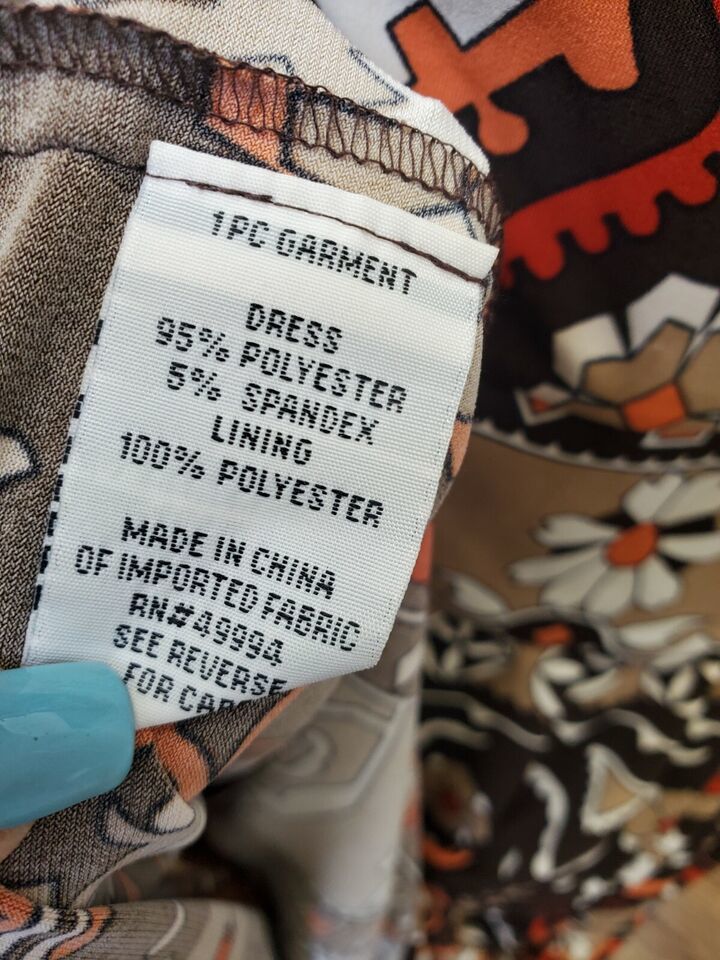 1PC GARMENT
DRESS
95% POLYESTER
5% SPANDEX
LINING
100% POLYESTER
MADE IN CHINA
OF IMPORTED FABRIC
RN#49994
SEE REVERSE
FOR